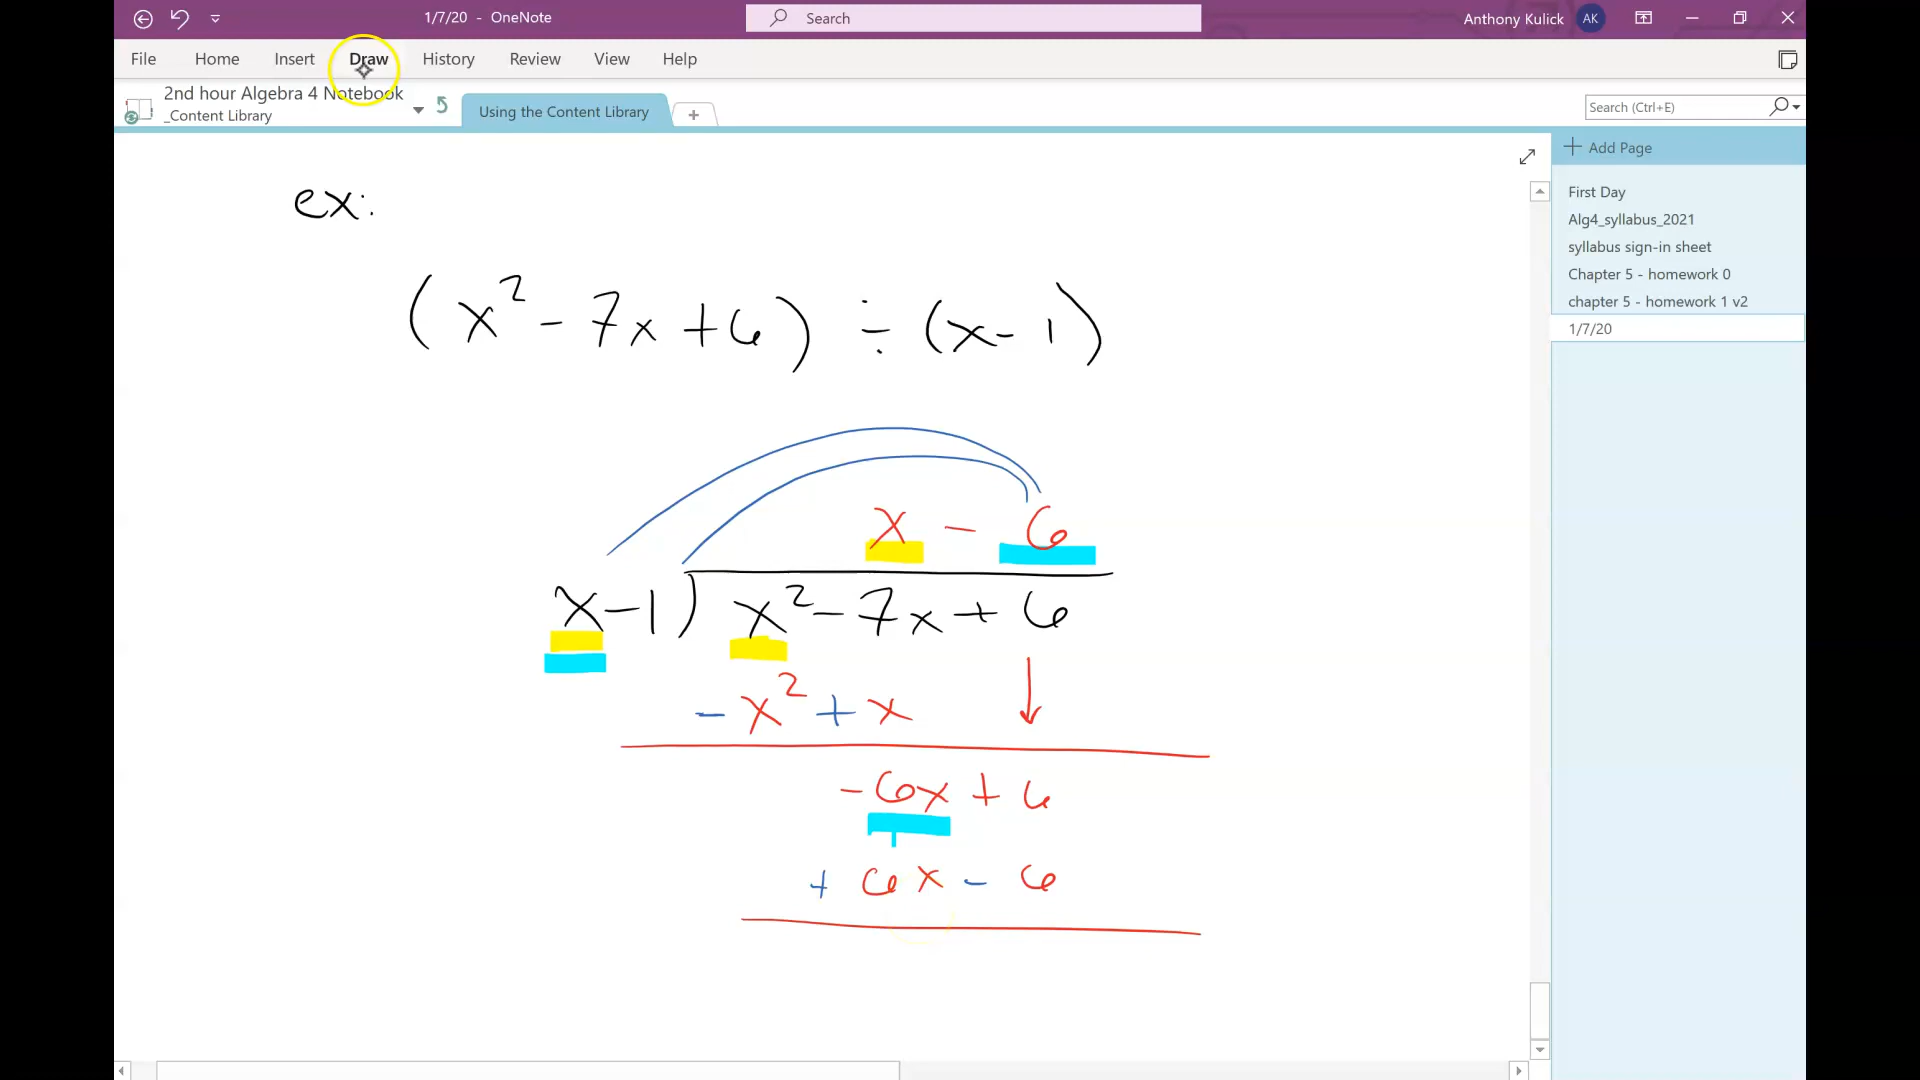 1/7/20 - OneNote
Search
Anthony Kulick AK
File Home Insert Draw History Review View Help
2nd hour Algebra 4 Notebook
_Content Library
Using the Content Library
Search (Ctrl+E)
Add Page
First Day
Alg4_syllabus_2021
syllabus sign-in sheet
Chapter 5 - homework 0
chapter 5 - homework 1 v2
1/7/20
ex:
(x² - 7x + 6) ÷ (x - 1)
x - 6
x - 1) x² - 7x + 6
- x² + x
- 6x + 6
+ 6x - 6